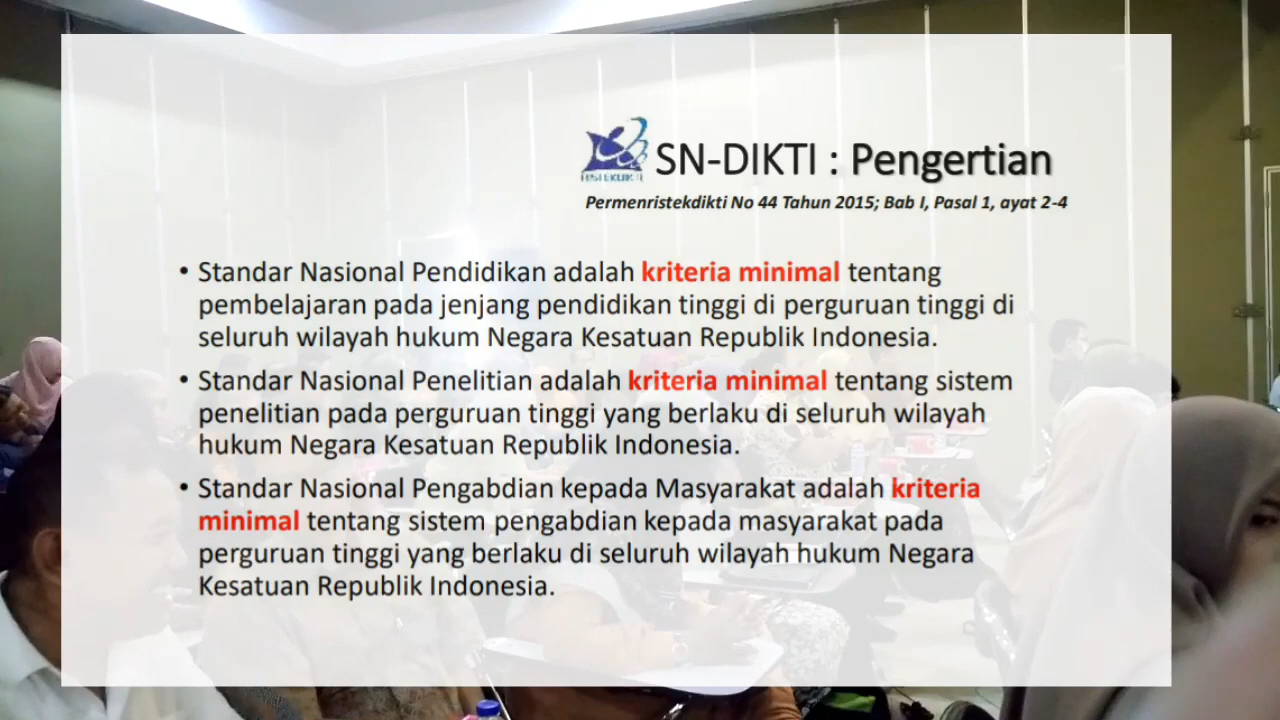 RISTEKDIKTI
SN-DIKTI : Pengertian
Permenristekdikti No 44 Tahun 2015; Bab I, Pasal 1, ayat 2-4
• Standar Nasional Pendidikan adalah kriteria minimal tentang
pembelajaran pada jenjang pendidikan tinggi di perguruan tinggi di
seluruh wilayah hukum Negara Kesatuan Republik Indonesia.
• Standar Nasional Penelitian adalah kriteria minimal tentang sistem
penelitian pada perguruan tinggi yang berlaku di seluruh wilayah
hukum Negara Kesatuan Republik Indonesia.
• Standar Nasional Pengabdian kepada Masyarakat adalah kriteria
minimal tentang sistem pengabdian kepada masyarakat pada
perguruan tinggi yang berlaku di seluruh wilayah hukum Negara
Kesatuan Republik Indonesia.